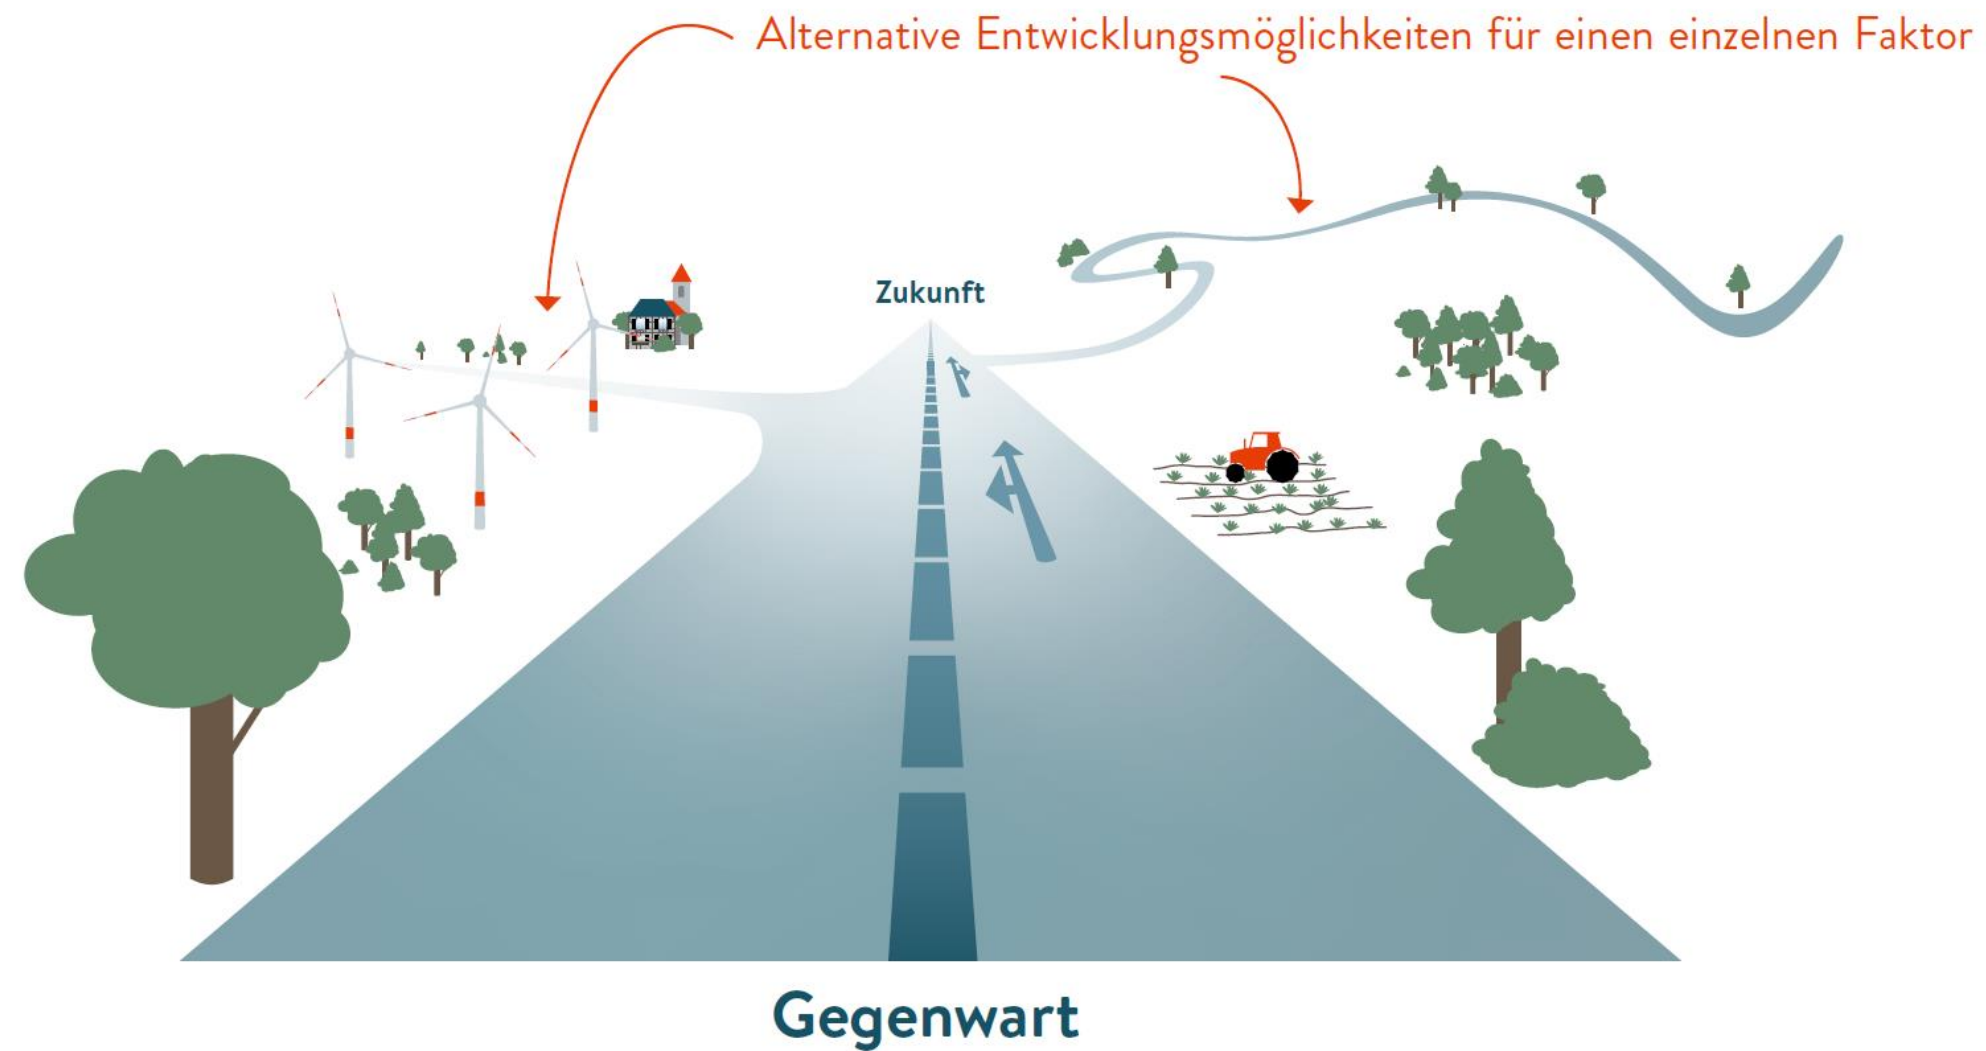 Alternative Entwicklungsmöglichkeiten für einen einzelnen Faktor
Zukunft
Gegenwart